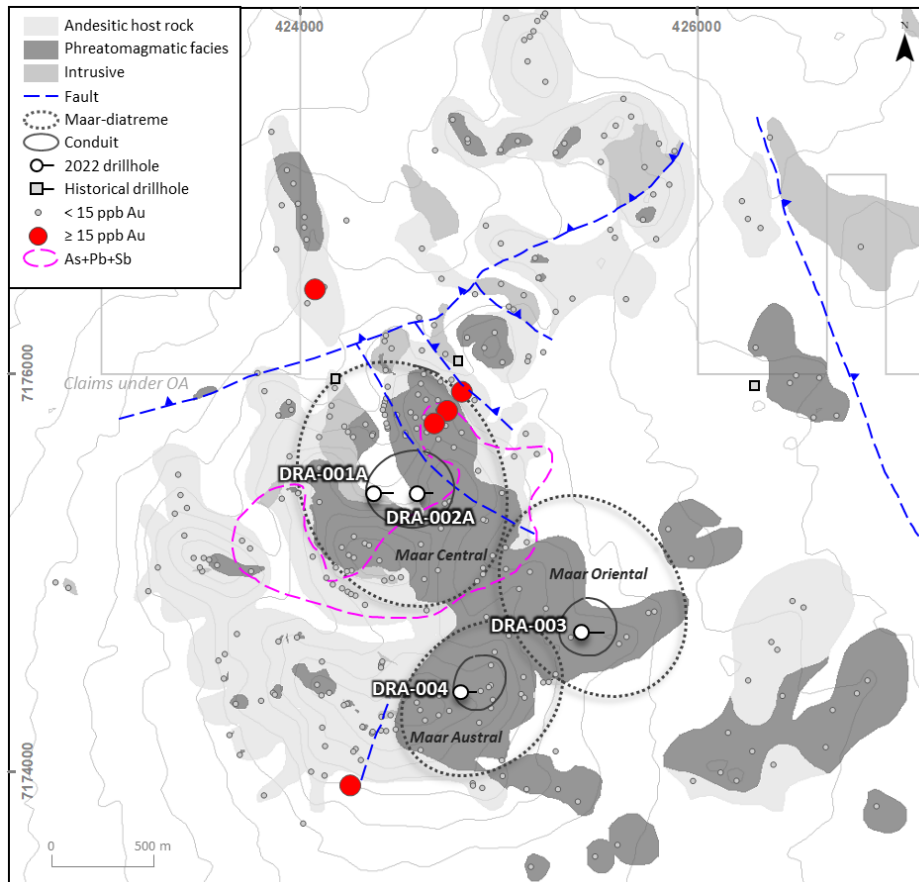 424000
426000
N
Andesitic host rock
Phreatomagmatic facies
Intrusive
Fault
Maar-diatreme
Conduit
2022 drillhole
Historical drillhole
< 15 ppb Au
≥ 15 ppb Au
As+Pb+Sb
7176000
Claims under OA
DRA-001A
DRA-002A
Maar Central
Maar Oriental
DRA-003
DRA-004
Maar Austral
7174000
0 500 m